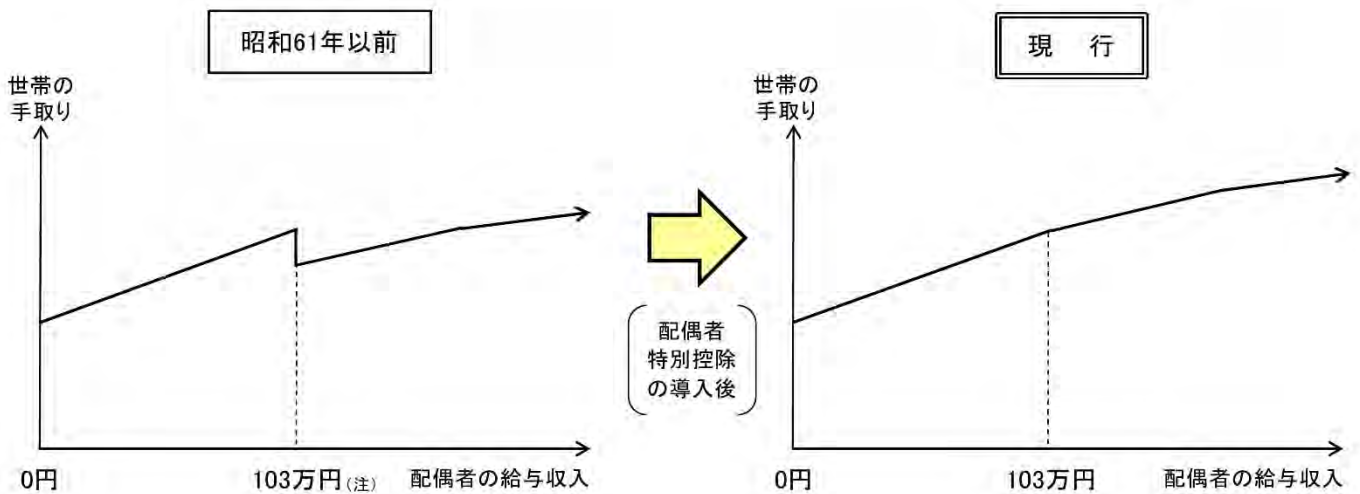 昭和61年以前
世帯の
手取り
0円
103万円(注)
配偶者の給与収入
配偶者
特別控除
の導入後
現 行
世帯の
手取り
0円
103万円
配偶者の給与収入